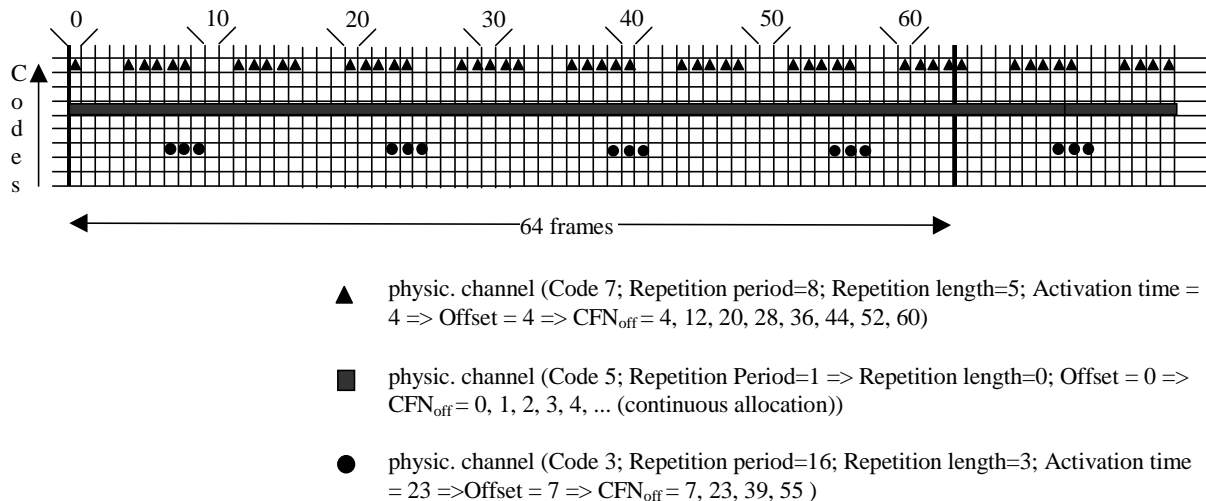 0 10 20 30 40 50 60
C
o
d
e
s
64 frames
physic. channel (Code 7; Repetition period=8; Repetition length=5; Activation time =
4 => Offset = 4 => CFNoff = 4, 12, 20, 28, 36, 44, 52, 60)
physic. channel (Code 5; Repetition Period=1 => Repetition length=0; Offset = 0 =>
CFNoff = 0, 1, 2, 3, 4, ... (continuous allocation))
physic. channel (Code 3; Repetition period=16; Repetition length=3; Activation time
= 23 =>Offset = 7 => CFNoff = 7, 23, 39, 55 )